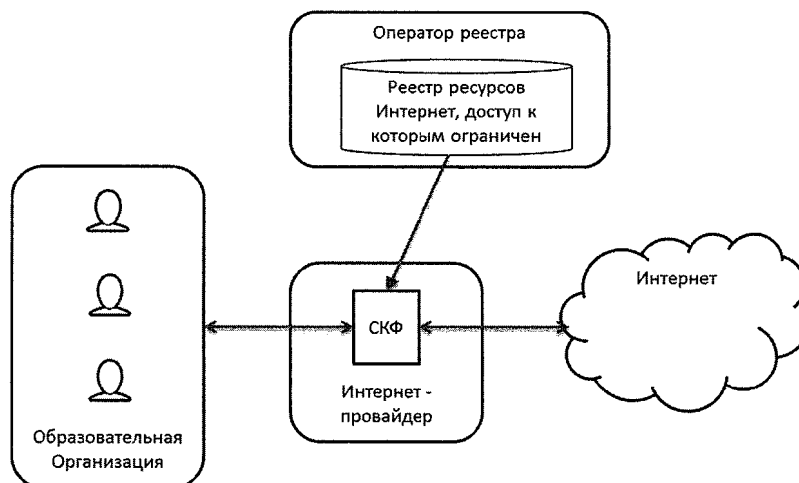 Оператор реестра
Реестр ресурсов
Интернет, доступ к
которым ограничен
Интернет
СКФ
Интернет -
провайдер
Образовательная
Организация